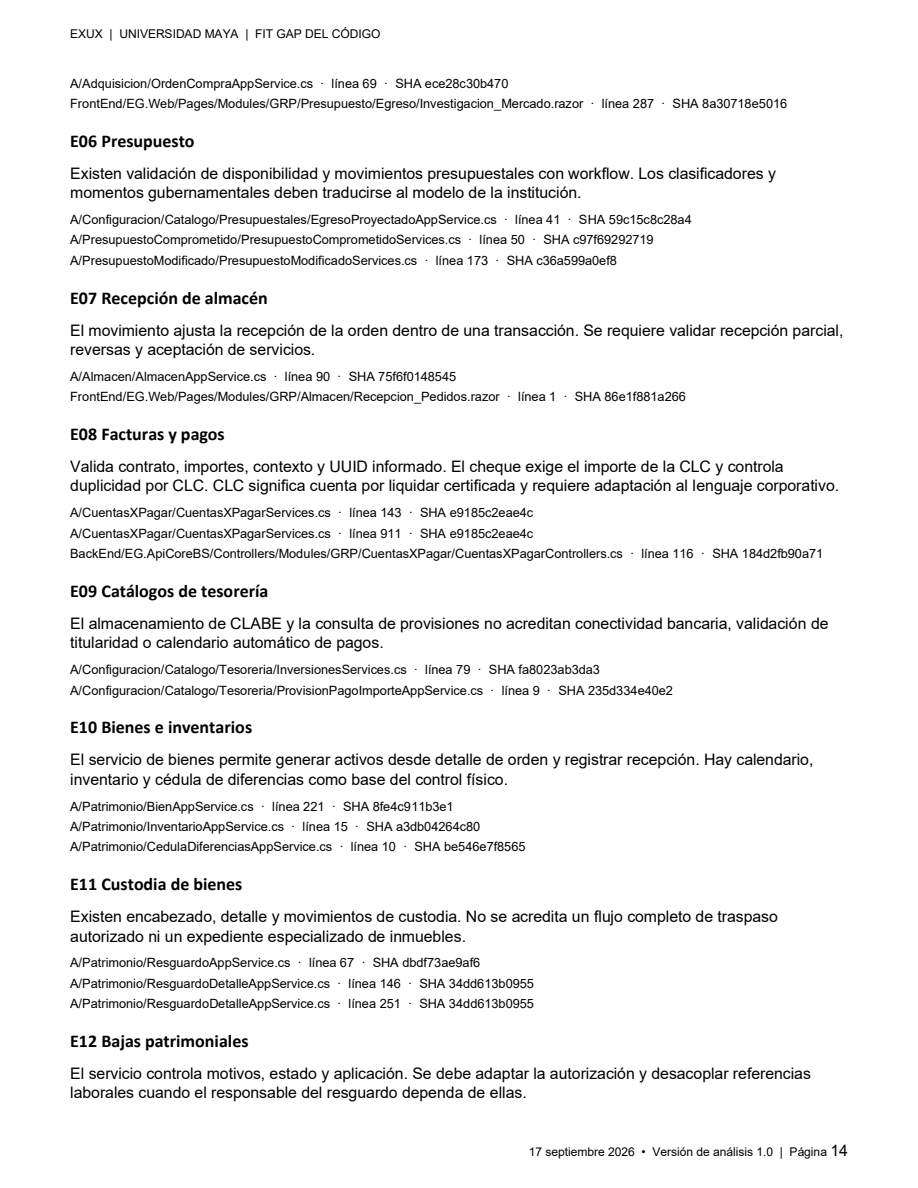 EXUX | UNIVERSIDAD MAYA | FIT GAP DEL CÓDIGO
A/Adquisicion/OrdenCompraAppService.cs · línea 69 · SHA ece28c30b470
FrontEnd/EG.Web/Pages/Modules/GRP/Presupuesto/Egreso/Investigacion_Mercado.razor · línea 287 · SHA 8a30718e5016
E06 Presupuesto
Existen validación de disponibilidad y movimientos presupuestales con workflow. Los clasificadores y
momentos gubernamentales deben traducirse al modelo de la institución.
A/Configuracion/Catalogo/Presupuestales/EgresoProyectadoAppService.cs · línea 41 · SHA 59c15c8c28a4
A/PresupuestoComprometido/PresupuestoComprometidoServices.cs · línea 50 · SHA c97f69292719
A/PresupuestoModificado/PresupuestoModificadoServices.cs · línea 173 · SHA c36a599a0ef8
E07 Recepción de almacén
El movimiento ajusta la recepción de la orden dentro de una transacción. Se requiere validar recepción parcial,
reversas y aceptación de servicios.
A/Almacen/AlmacenAppService.cs · línea 90 · SHA 75f6f0148545
FrontEnd/EG.Web/Pages/Modules/GRP/Almacen/Recepcion_Pedidos.razor · línea 1 · SHA 86e1f881a266
E08 Facturas y pagos
Valida contrato, importes, contexto y UUID informado. El cheque exige el importe de la CLC y controla
duplicidad por CLC. CLC significa cuenta por liquidar certificada y requiere adaptación al lenguaje corporativo.
A/CuentasXPagar/CuentasXPagarServices.cs · línea 143 · SHA e9185c2eae4c
A/CuentasXPagar/CuentasXPagarServices.cs · línea 911 · SHA e9185c2eae4c
BackEnd/EG.ApiCoreBS/Controllers/Modules/GRP/CuentasXPagar/CuentasXPagarControllers.cs · línea 116 · SHA 184d2fb90a71
E09 Catálogos de tesorería
El almacenamiento de CLABE y la consulta de provisiones no acreditan conectividad bancaria, validación de
titularidad o calendario automático de pagos.
A/Configuracion/Catalogo/Tesoreria/InversionesServices.cs · línea 79 · SHA fa8023ab3da3
A/Configuracion/Catalogo/Tesoreria/ProvisionPagoImporteAppService.cs · línea 9 · SHA 235d334e40e2
E10 Bienes e inventarios
El servicio de bienes permite generar activos desde detalle de orden y registrar recepción. Hay calendario,
inventario y cédula de diferencias como base del control físico.
A/Patrimonio/BienAppService.cs · línea 221 · SHA 8fe4c911b3e1
A/Patrimonio/InventarioAppService.cs · línea 15 · SHA a3db04264c80
A/Patrimonio/CedulaDiferenciasAppService.cs · línea 10 · SHA be546e7f8565
E11 Custodia de bienes
Existen encabezado, detalle y movimientos de custodia. No se acredita un flujo completo de traspaso
autorizado ni un expediente especializado de inmuebles.
A/Patrimonio/ResguardoAppService.cs · línea 67 · SHA dbdf73ae9af6
A/Patrimonio/ResguardoDetalleAppService.cs · línea 146 · SHA 34dd613b0955
A/Patrimonio/ResguardoDetalleAppService.cs · línea 251 · SHA 34dd613b0955
E12 Bajas patrimoniales
El servicio controla motivos, estado y aplicación. Se debe adaptar la autorización y desacoplar referencias
laborales cuando el responsable del resguardo dependa de ellas.
17 septiembre 2026 • Versión de análisis 1.0 | Página 14